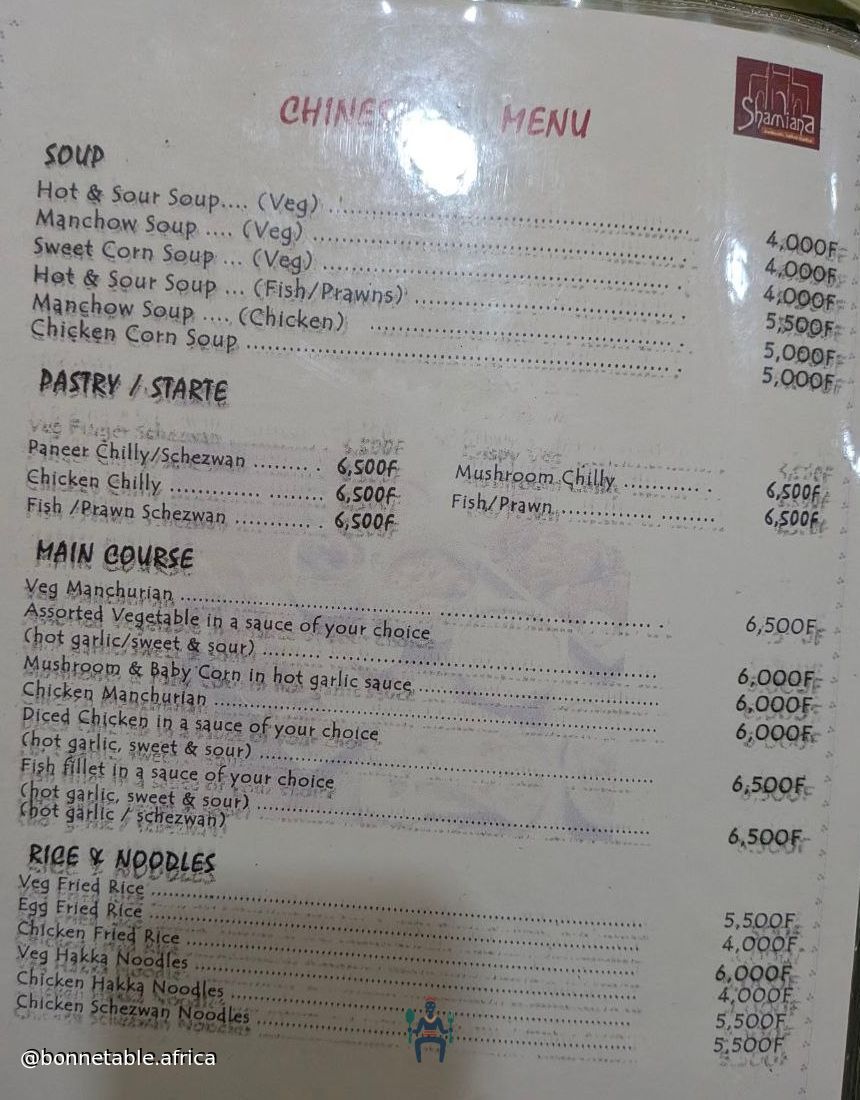 CHINESE MENU
Shamiana
SOUP
Hot & Sour Soup.... (Veg) ........ 4,000F
Manchow Soup .... (Veg) ........ 4,000F
Sweet Corn Soup ... (Veg) ........ 4,000F
Hot & Sour Soup ... (Fish/Prawns) ........ 5,500F
Manchow Soup .... (Chicken) ........ 5,000F
Chicken Corn Soup ........ 5,000F
PASTRY / STARTE
Veg Finger Schezwan
Paneer Chilly/Schezwan ........ 6,500F
Mushroom Chilly ........ 6,500F
Chicken Chilly ........ 6,500F
Fish/Prawn ........ 6,500F
Fish /Prawn Schezwan ........ 6,500F
MAIN COURSE
Veg Manchurian ........ 6,500F
Assorted Vegetable in a sauce of your choice
(hot garlic/sweet & sour) ........ 6,000F
Mushroom & Baby Corn in hot garlic sauce ........ 6,000F
Chicken Manchurian ........ 6,000F
Diced Chicken in a sauce of your choice
(hot garlic, sweet & sour) ........ 6,500F
Fish fillet in a sauce of your choice
(hot garlic, sweet & sour) ........ 6,500F
(hot garlic / schezwan)
RICE & NOODLES
Veg Fried Rice ........ 5,500F
Egg Fried Rice ........ 4,000F
Chicken Fried Rice ........ 6,000F
Veg Hakka Noodles ........ 4,000F
Chicken Hakka Noodles ........ 5,500F
Chicken Schezwan Noodles ........ 5,500F
@bonnetable.africa